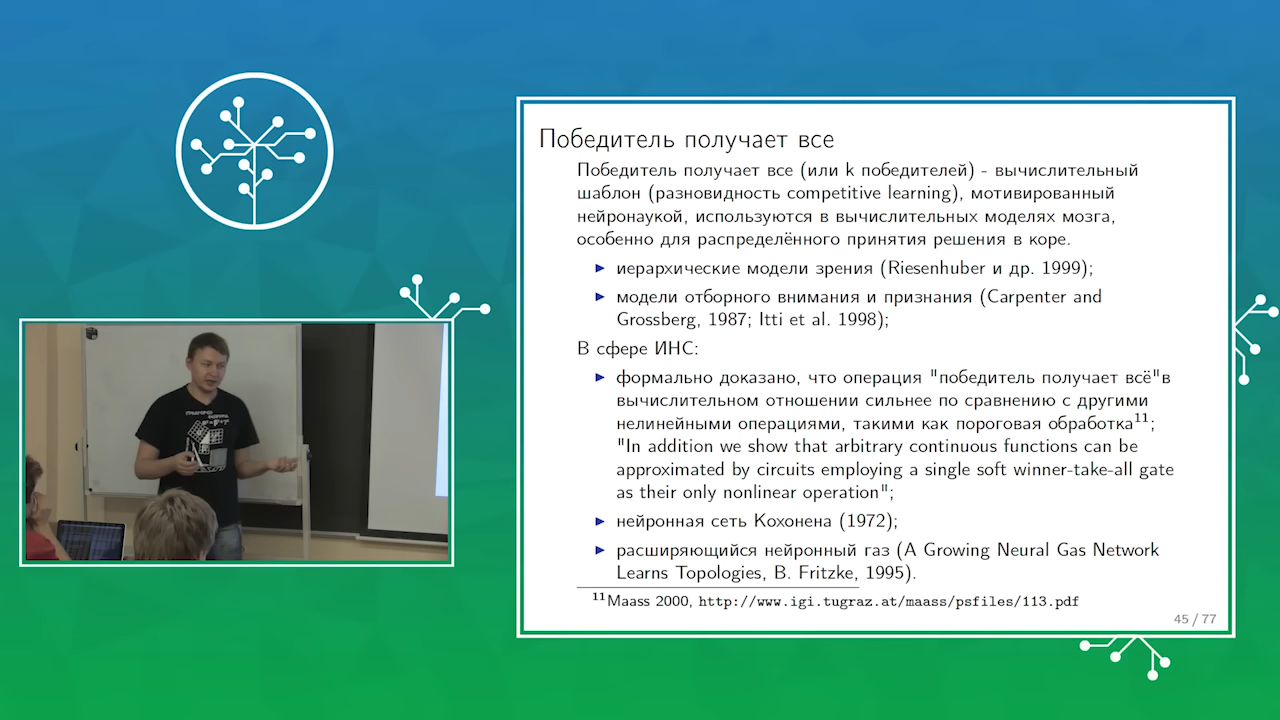 Победитель получает все
Победитель получает все (или k победителей) - вычислительный
шаблон (разновидность competitive learning), мотивированный
нейронаукой, используются в вычислительных моделях мозга,
особенно для распределённого принятия решения в коре.
иерархические модели зрения (Riesenhuber и др. 1999);
модели отборного внимания и признания (Carpenter and
Grossberg, 1987; Itti et al. 1998);
В сфере ИНС:
формально доказано, что операция "победитель получает всё"в
вычислительном отношении сильнее по сравнению с другими
нелинейными операциями, такими как пороговая обработка¹¹;
"In addition we show that arbitrary continuous functions can be
approximated by circuits employing a single soft winner-take-all gate
as their only nonlinear operation";
нейронная сеть Кохонена (1972);
расширяющийся нейронный газ (A Growing Neural Gas Network
Learns Topologies, B. Fritzke, 1995).
¹¹Maass 2000, http://www.igi.tugraz.at/maass/psfiles/113.pdf
45 / 77